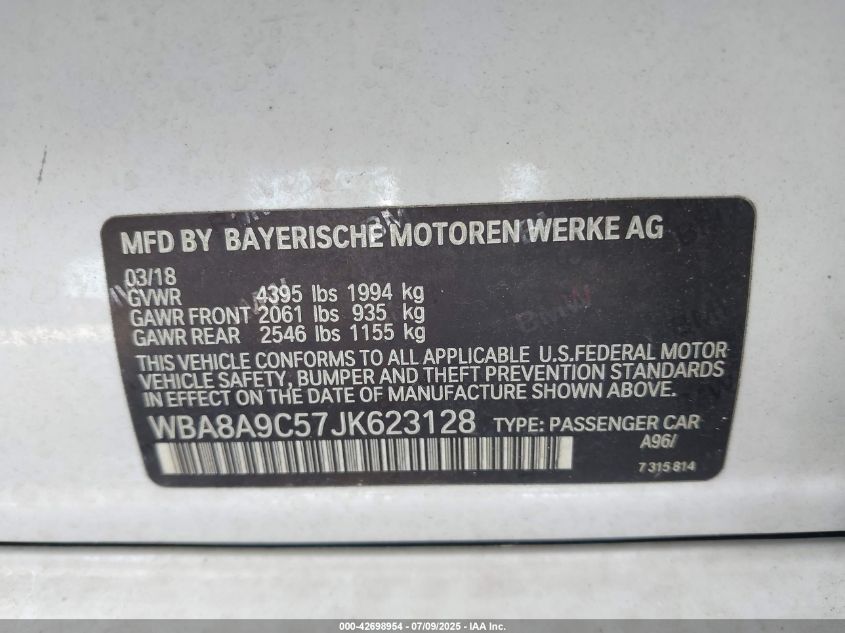 MFD BY BAYERISCHE MOTOREN WERKE AG
03/18
GVWR 4395 lbs 1994 kg
GAWR FRONT 2061 lbs 935 kg
GAWR REAR 2546 lbs 1155 kg
THIS VEHICLE CONFORMS TO ALL APPLICABLE U.S.FEDERAL MOTOR
VEHICLE SAFETY, BUMPER AND THEFT PREVENTION STANDARDS
IN EFFECT ON THE DATE OF MANUFACTURE SHOWN ABOVE.
WBA8A9C57JK623128 TYPE: PASSENGER CAR
A96/
7 315 814
000-42698954 / 07/09/2025 - IAA Inc.